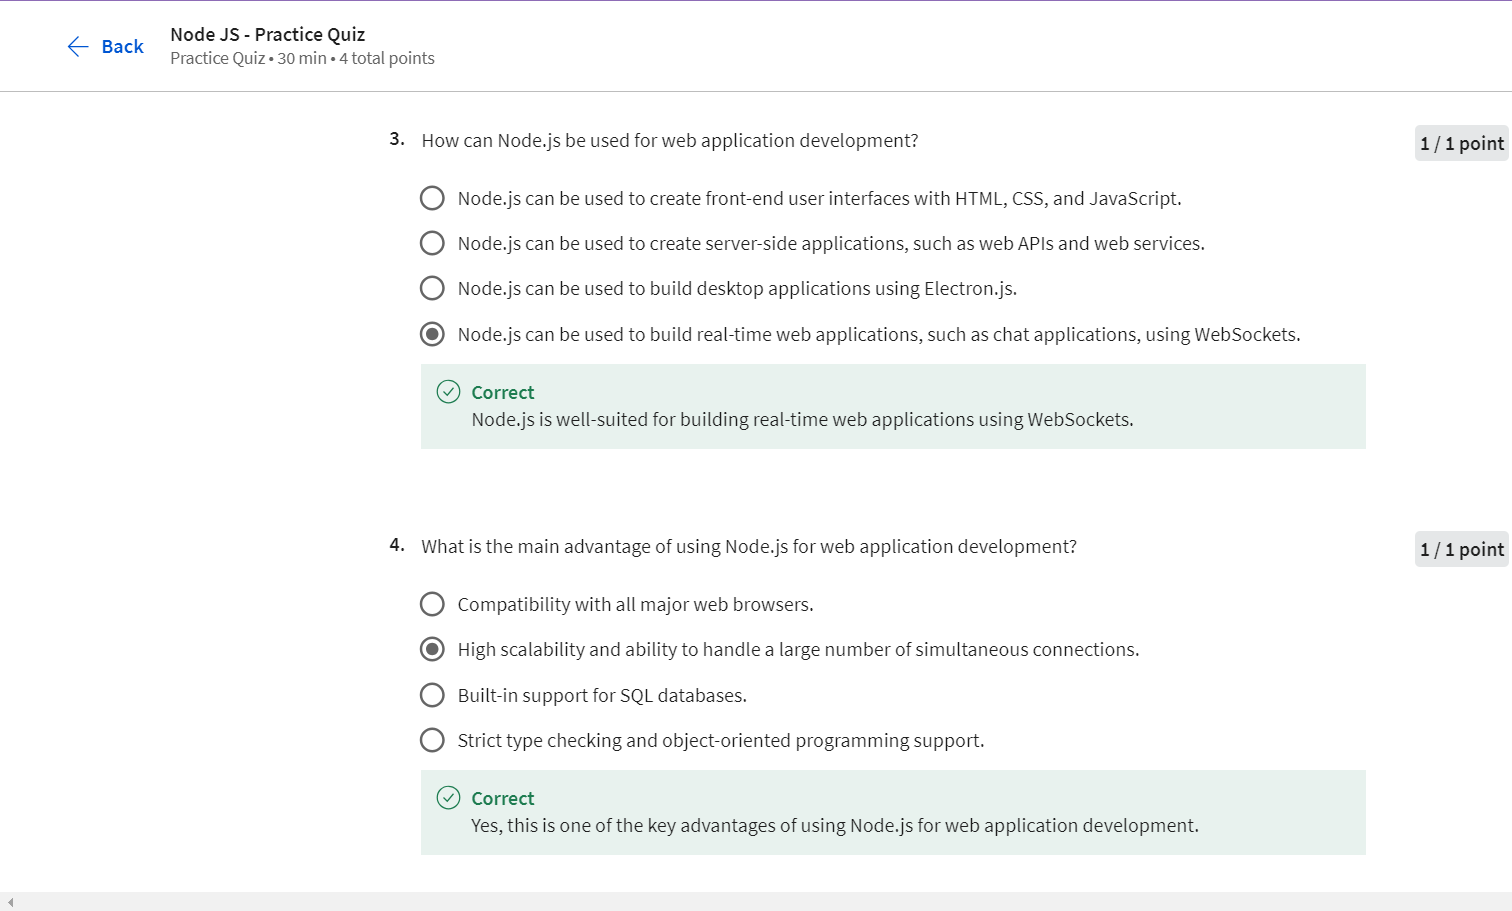 Back
Node JS - Practice Quiz
Practice Quiz • 30 min • 4 total points
3. How can Node.js be used for web application development?
1 / 1 point
Node.js can be used to create front-end user interfaces with HTML, CSS, and JavaScript.
Node.js can be used to create server-side applications, such as web APIs and web services.
Node.js can be used to build desktop applications using Electron.js.
Node.js can be used to build real-time web applications, such as chat applications, using WebSockets.
Correct
Node.js is well-suited for building real-time web applications using WebSockets.
4. What is the main advantage of using Node.js for web application development?
1 / 1 point
Compatibility with all major web browsers.
High scalability and ability to handle a large number of simultaneous connections.
Built-in support for SQL databases.
Strict type checking and object-oriented programming support.
Correct
Yes, this is one of the key advantages of using Node.js for web application development.